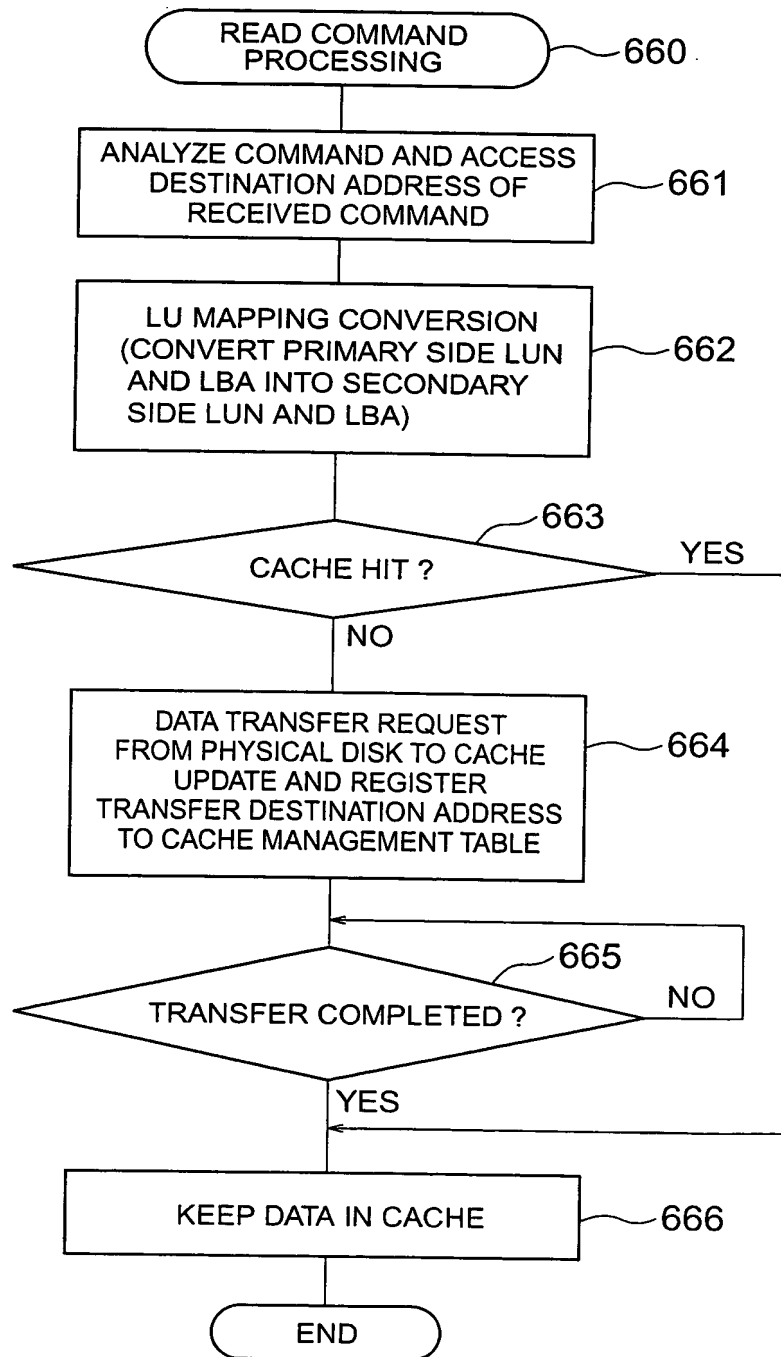 READ COMMAND
PROCESSING
660
ANALYZE COMMAND AND ACCESS
DESTINATION ADDRESS OF
RECEIVED COMMAND
661
LU MAPPING CONVERSION
(CONVERT PRIMARY SIDE LUN
AND LBA INTO SECONDARY
SIDE LUN AND LBA)
662
663
CACHE HIT ?
YES
NO
DATA TRANSFER REQUEST
FROM PHYSICAL DISK TO CACHE
UPDATE AND REGISTER
TRANSFER DESTINATION ADDRESS
TO CACHE MANAGEMENT TABLE
664
665
TRANSFER COMPLETED ?
NO
YES
KEEP DATA IN CACHE
666
END